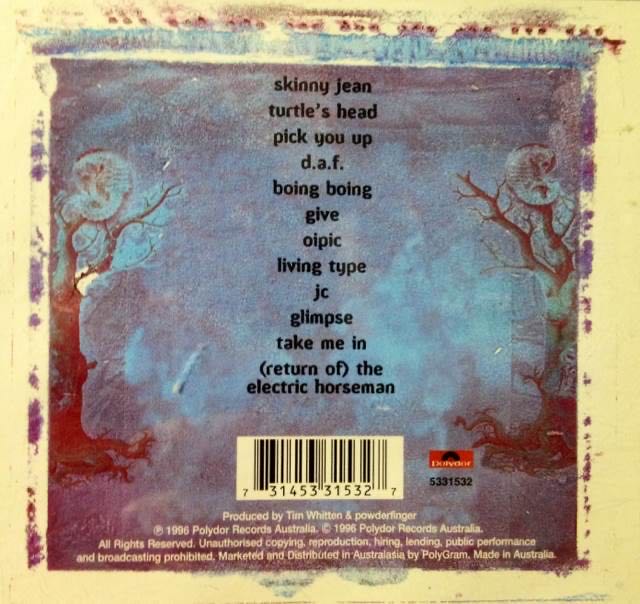 skinny jean
turtle's head
pick you up
d.a.f.
boing boing
give
oipic
living type
jc
glimpse
take me in
(return of) the
electric horseman
7 31453 31532 7
Polydor
5331532
Produced by Tim Whitten & powderfinger
℗ 1996 Polydor Records Australia. © 1996 Polydor Records Australia.
All Rights Reserved. Unauthorised copying, reproduction, hiring, lending, public performance
and broadcasting prohibited. Marketed and Distributed in Australasia by PolyGram. Made in Australia.